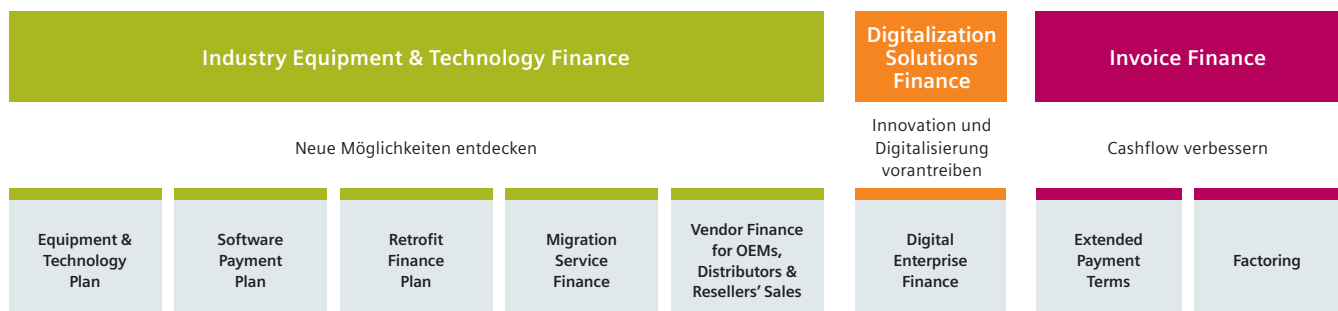 Industry Equipment & Technology Finance
Digitalization
Solutions
Finance
Invoice Finance
Neue Möglichkeiten entdecken
Innovation und
Digitalisierung
vorantreiben
Cashflow verbessern
Equipment &
Technology
Plan
Software
Payment
Plan
Retrofit
Finance
Plan
Migration
Service
Finance
Vendor Finance
for OEMs,
Distributors &
Resellers’ Sales
Digital
Enterprise
Finance
Extended
Payment
Terms
Factoring